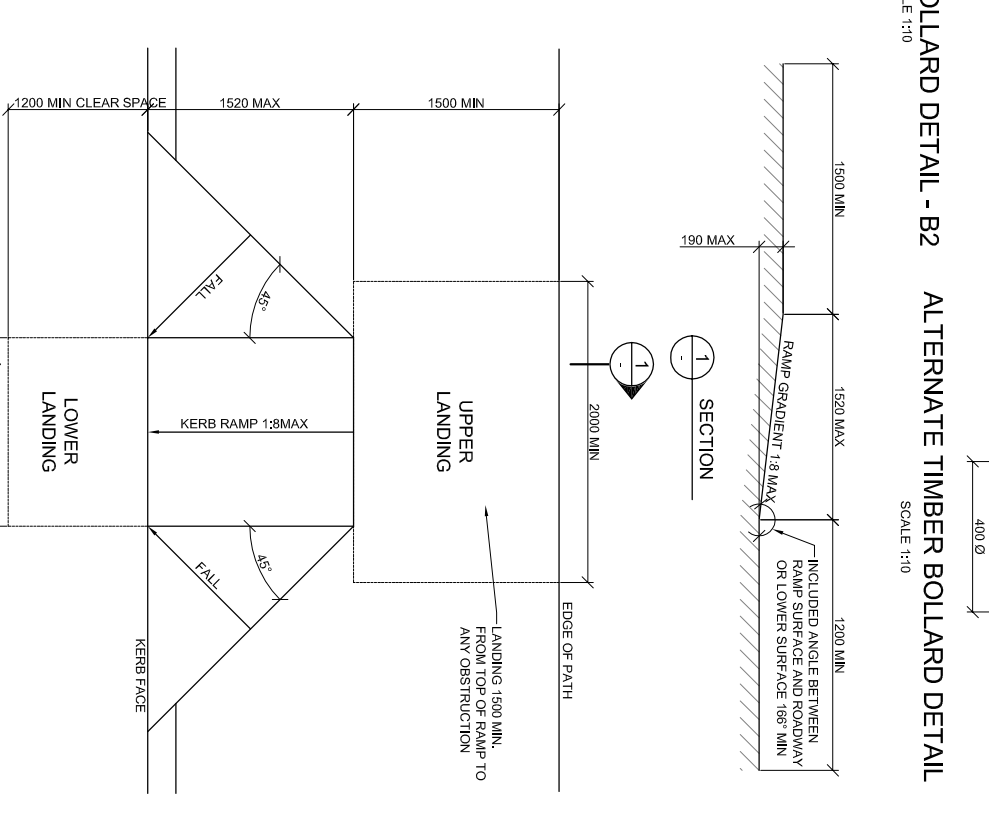 OLLARD DETAIL - B2
LE 1:10
ALTERNATE TIMBER BOLLARD DETAIL
SCALE 1:10
400 Ø
1500 MIN
1520 MAX
1200 MIN
190 MAX
RAMP GRADIENT 1:8 MAX
INCLUDED ANGLE BETWEEN
RAMP SURFACE AND ROADWAY
OR LOWER SURFACE 166° MIN
1
-
SECTION
1
-
2000 MIN
1200 MIN CLEAR SPACE
1520 MAX
1500 MIN
EDGE OF PATH
UPPER
LANDING
LANDING 1500 MIN.
FROM TOP OF RAMP TO
ANY OBSTRUCTION
45°
FALL
KERB RAMP 1:8MAX
45°
FALL
KERB FACE
LOWER
LANDING